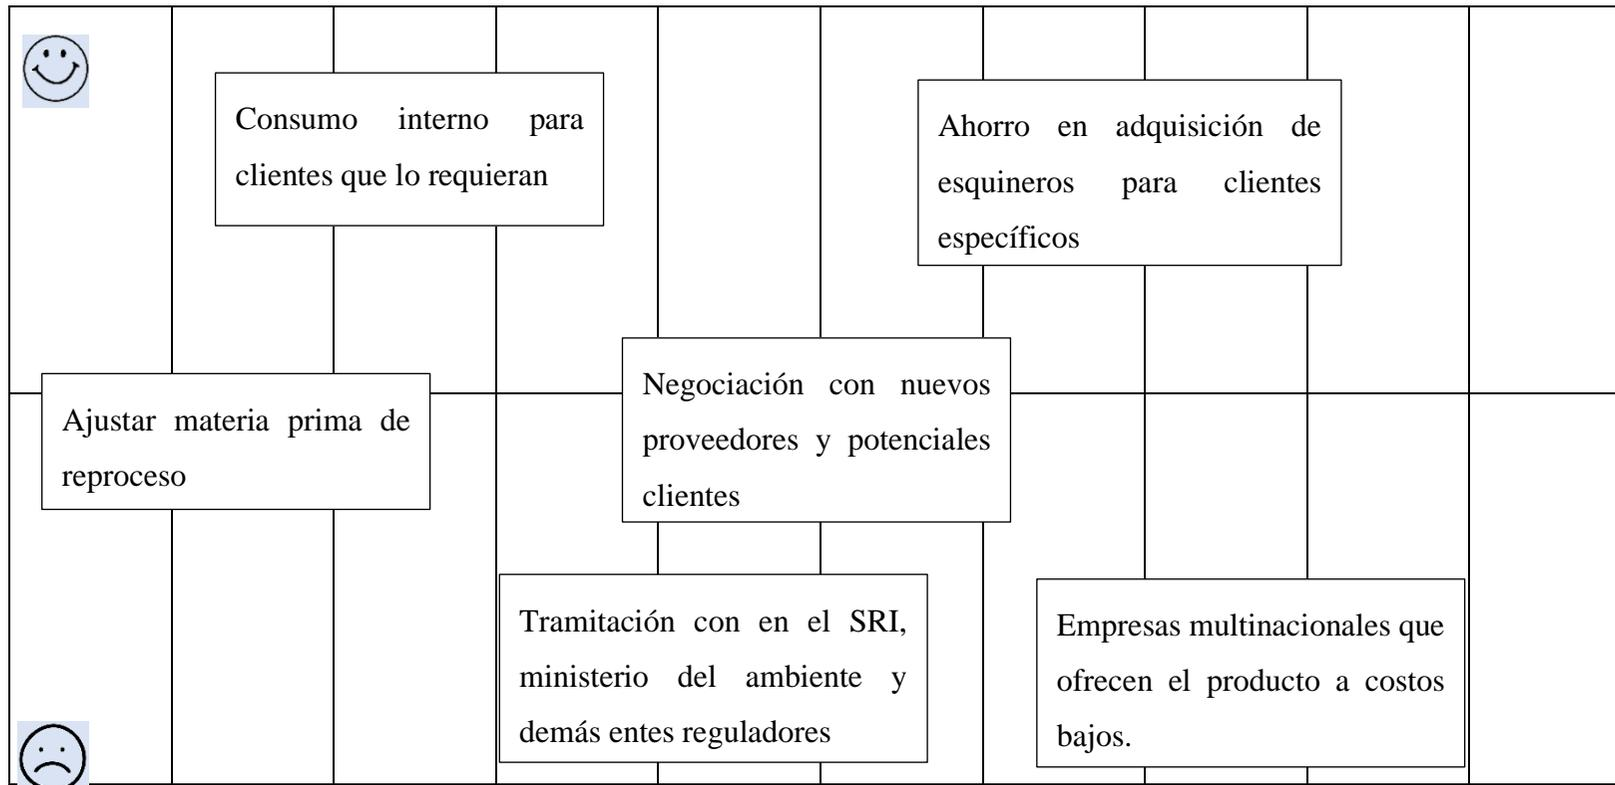 Consumo interno para
clientes que lo requieran
Ahorro en adquisición de
esquineros para clientes
específicos
Ajustar materia prima de
reproceso
Negociación con nuevos
proveedores y potenciales
clientes
Tramitación con en el SRI,
ministerio del ambiente y
demás entes reguladores
Empresas multinacionales que
ofrecen el producto a costos
bajos.